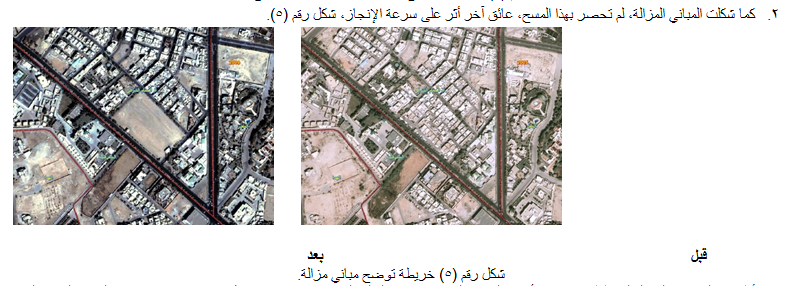 ٢. كما شكلت المباني المزالة، لم تحصر بهذا المسح، عائق آخر أثر على سرعة الإنجاز، شكل رقم (٥).
قبل بعد
شكل رقم (٥) خريطة توضح مباني مزالة.